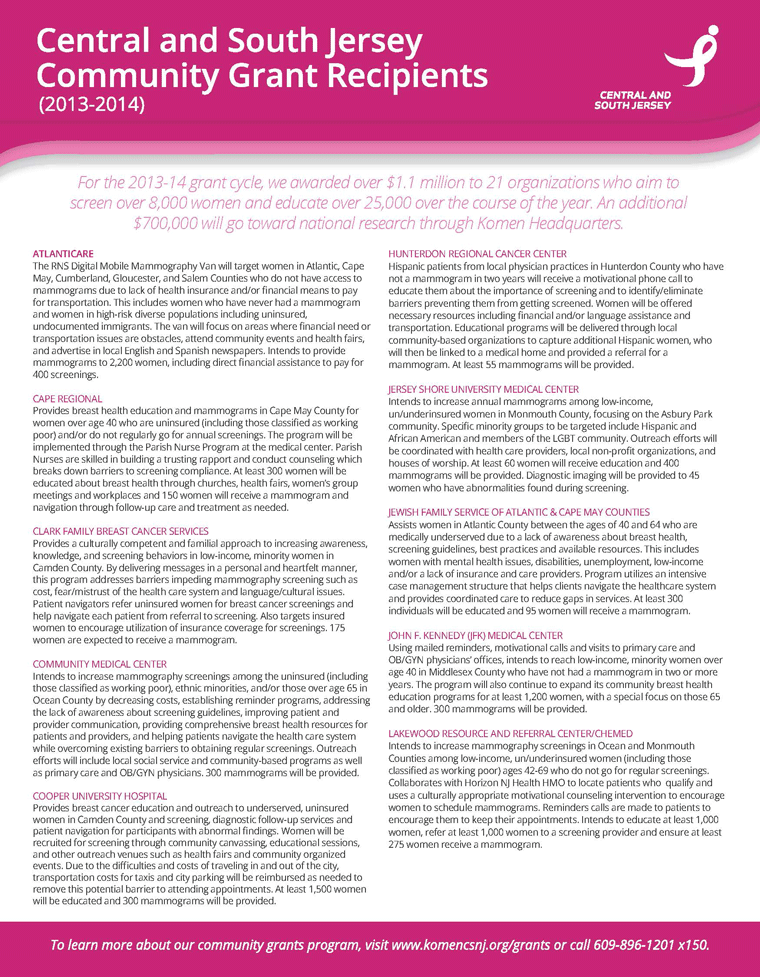 Central and South Jersey
Community Grant Recipients
(2013-2014)
CENTRAL AND
SOUTH JERSEY
For the 2013-14 grant cycle, we awarded over $1.1 million to 21 organizations who aim to
screen over 8,000 women and educate over 25,000 over the course of the year. An additional
$700,000 will go toward national research through Komen Headquarters.
ATLANTICARE
The RNS Digital Mobile Mammography Van will target women in Atlantic, Cape
May, Cumberland, Gloucester, and Salem Counties who do not have access to
mammograms due to lack of health insurance and/or financial means to pay
for transportation. This includes women who have never had a mammogram
and women in high-risk diverse populations including uninsured,
undocumented immigrants. The van will focus on areas where financial need or
transportation issues are obstacles, attend community events and health fairs,
and advertise in local English and Spanish newspapers. Intends to provide
mammograms to 2,200 women, including direct financial assistance to pay for
400 screenings.
CAPE REGIONAL
Provides breast health education and mammograms in Cape May County for
women over age 40 who are uninsured (including those classified as working
poor) and/or do not regularly go for annual screenings. The program will be
implemented through the Parish Nurse Program at the medical center. Parish
Nurses are skilled in building a trusting rapport and conduct counseling which
breaks down barriers to screening compliance. At least 300 women will be
educated about breast health through churches, health fairs, women's group
meetings and workplaces and 150 women will receive a mammogram and
navigation through follow-up care and treatment as needed.
CLARK FAMILY BREAST CANCER SERVICES
Provides a culturally competent and familial approach to increasing awareness,
knowledge, and screening behaviors in low-income, minority women in
Camden County. By delivering messages in a personal and heartfelt manner,
this program addresses barriers impeding mammography screening such as
cost, fear/mistrust of the health care system and language/cultural issues.
Patient navigators refer uninsured women for breast cancer screenings and
help navigate each patient from referral to screening. Also targets insured
women to encourage utilization of insurance coverage for screenings. 175
women are expected to receive a mammogram.
COMMUNITY MEDICAL CENTER
Intends to increase mammography screenings among the uninsured (including
those classified as working poor), ethnic minorities, and/or those over age 65 in
Ocean County by decreasing costs, establishing reminder programs, addressing
the lack of awareness about screening guidelines, improving patient and
provider communication, providing comprehensive breast health resources for
patients and providers, and helping patients navigate the health care system
while overcoming existing barriers to obtaining regular screenings. Outreach
efforts will include local social service and community-based programs as well
as primary care and OB/GYN physicians. 300 mammograms will be provided.
COOPER UNIVERSITY HOSPITAL
Provides breast cancer education and outreach to underserved, uninsured
women in Camden County and screening, diagnostic follow-up services and
patient navigation for participants with abnormal findings. Women will be
recruited for screening through community canvassing, educational sessions,
and other outreach venues such as health fairs and community organized
events. Due to the difficulties and costs of traveling in and out of the city,
transportation costs for taxis and city parking will be reimbursed as needed to
remove this potential barrier to attending appointments. At least 1,500 women
will be educated and 300 mammograms will be provided.
HUNTERDON REGIONAL CANCER CENTER
Hispanic patients from local physician practices in Hunterdon County who have
not a mammogram in two years will receive a motivational phone call to
educate them about the importance of screening and to identify/eliminate
barriers preventing them from getting screened. Women will be offered
necessary resources including financial and/or language assistance and
transportation. Educational programs will be delivered through local
community-based organizations to capture additional Hispanic women, who
will then be linked to a medical home and provided a referral for a
mammogram. At least 55 mammograms will be provided.
JERSEY SHORE UNIVERSITY MEDICAL CENTER
Intends to increase annual mammograms among low-income,
un/underinsured women in Monmouth County, focusing on the Asbury Park
community. Specific minority groups to be targeted include Hispanic and
African American and members of the LGBT community. Outreach efforts will
be coordinated with health care providers, local non-profit organizations, and
houses of worship. At least 60 women will receive education and 400
mammograms will be provided. Diagnostic imaging will be provided to 45
women who have abnormalities found during screening.
JEWISH FAMILY SERVICE OF ATLANTIC & CAPE MAY COUNTIES
Assists women in Atlantic County between the ages of 40 and 64 who are
medically underserved due to a lack of awareness about breast health,
screening guidelines, best practices and available resources. This includes
women with mental health issues, disabilities, unemployment, low-income
and/or a lack of insurance and care providers. Program utilizes an intensive
case management structure that helps clients navigate the healthcare system
and provides coordinated care to reduce gaps in services. At least 300
individuals will be educated and 95 women will receive a mammogram.
JOHN F. KENNEDY (JFK) MEDICAL CENTER
Using mailed reminders, motivational calls and visits to primary care and
OB/GYN physicians' offices, intends to reach low-income, minority women over
age 40 in Middlesex County who have not had a mammogram in two or more
years. The program will also continue to expand its community breast health
education programs for at least 1,200 women, with a special focus on those 65
and older. 300 mammograms will be provided.
LAKEWOOD RESOURCE AND REFERRAL CENTER/CHEMED
Intends to increase mammography screenings in Ocean and Monmouth
Counties among low-income, un/underinsured women (including those
classified as working poor) ages 42-69 who do not go for regular screenings.
Collaborates with Horizon NJ Health HMO to locate patients who qualify and
uses a culturally appropriate motivational counseling intervention to encourage
women to schedule mammograms. Reminders calls are made to patients to
encourage them to keep their appointments. Intends to educate at least 1,000
women, refer at least 1,000 women to a screening provider and ensure at least
275 women receive a mammogram.
To learn more about our community grants program, visit www.komencsnj.org/grants or call 609-896-1201 x150.